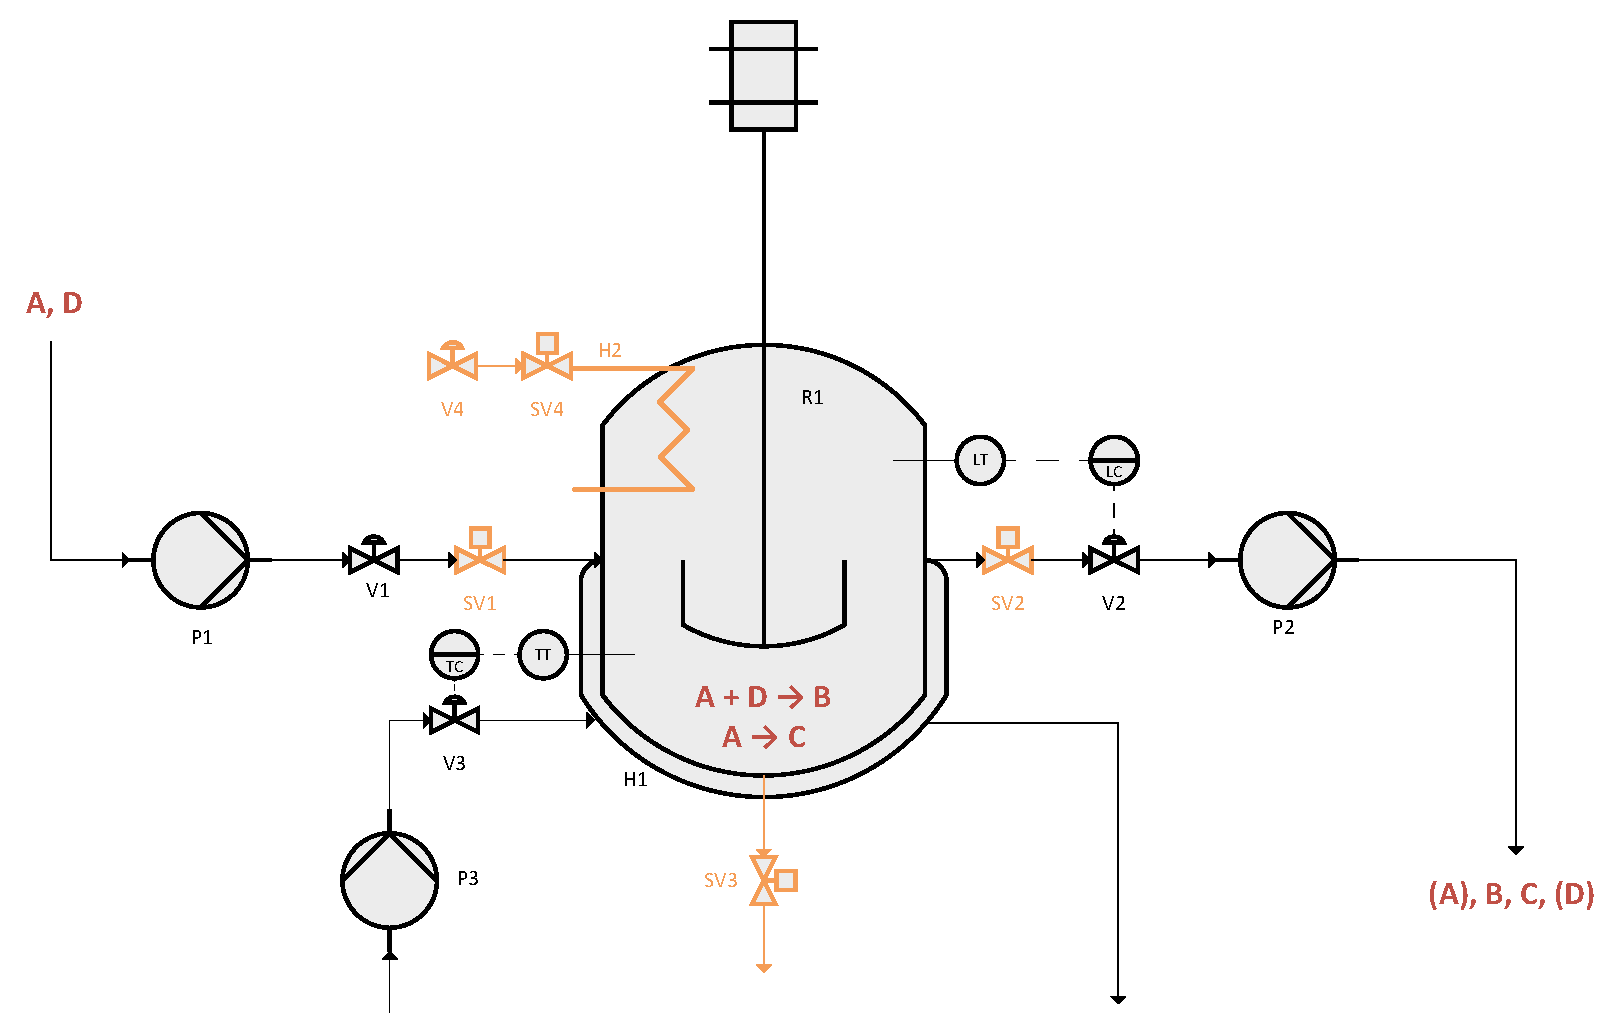 A, D
H2
V4
SV4
R1
LT
LC
V1
SV1
SV2
V2
P1
P2
TC
TT
A + D → B
A → C
V3
H1
P3
SV3
(A), B, C, (D)